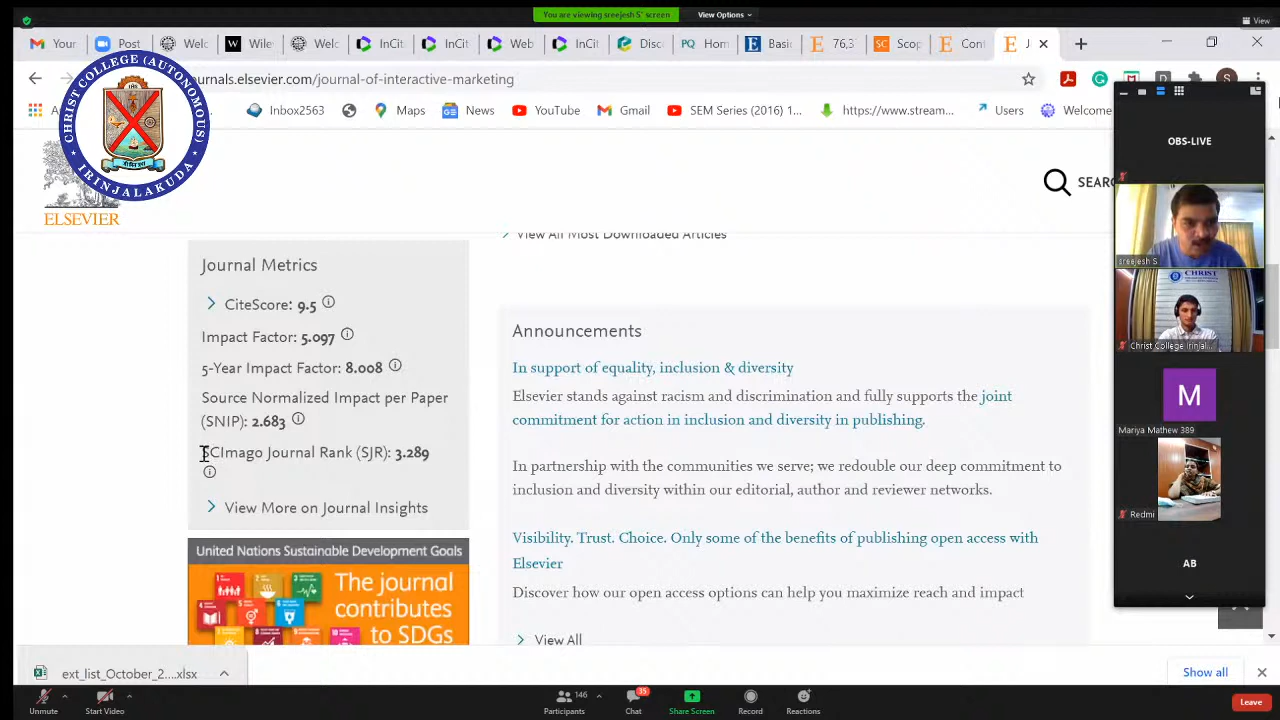 You are viewing sreejesh S' screen
View Options
View
Your
Post
Welc
Wiley
Welc
InCit
InCit
Web
InCit
Disc
PQ Hom
Basic
76,3
SC Scop
Cont
J
journals.elsevier.com/journal-of-interactive-marketing
Inbox2563
Maps
News
YouTube
Gmail
SEM Series (2016) 1...
https://www.stream...
Users
Welcome
CHRIST COLLEGE (AUTONOMOUS)
IRINJALAKUDA
ELSEVIER
SEARC
View All Most Downloaded Articles
Journal Metrics
CiteScore: 9.5
Impact Factor: 5.097
5-Year Impact Factor: 8.008
Source Normalized Impact per Paper
(SNIP): 2.683
SCImago Journal Rank (SJR): 3.289
View More on Journal Insights
United Nations Sustainable Development Goals
The journal
contributes
to SDGs
Announcements
In support of equality, inclusion & diversity
Elsevier stands against racism and discrimination and fully supports the joint
commitment for action in inclusion and diversity in publishing.
In partnership with the communities we serve; we redouble our deep commitment to
inclusion and diversity within our editorial, author and reviewer networks.
Visibility. Trust. Choice. Only some of the benefits of publishing open access with
Elsevier
Discover how our open access options can help you maximize reach and impact
View All
OBS-LIVE
sreejesh S
CHRIST
Christ College Irinjal...
M
Mariya Mathew 389
Redmi
AB
ext_list_October_2....xlsx
Show all
Unmute
Start Video
146
Participants
35
Chat
Share Screen
Record
Reactions
Leave